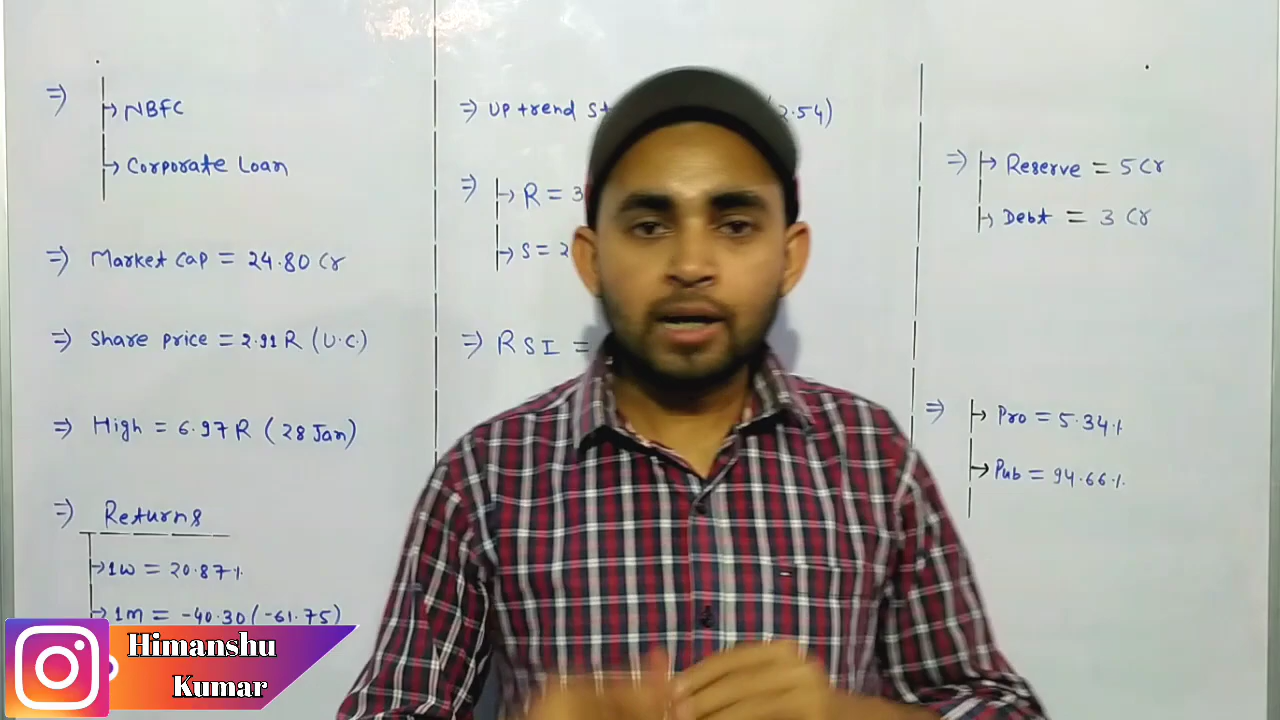 ⇒ NBFC
→ Corporate Loan
⇒ Market Cap = 24.80 Cr
⇒ Share price = 2.91 R (U.C.)
⇒ High = 6.97 R (28 Jan)
⇒ Returns
→ 1W = 20.87%
→ 1m = -40.30 (-61.75)
⇒ Up trend
2.54)
⇒ → R = 3
→ S = 2
⇒ RSI =
⇒ → Reserve = 5 Cr
→ Debt = 3 Cr
⇒ → Pro = 5.34%
→ Pub = 94.66%
Himanshu
Kumar